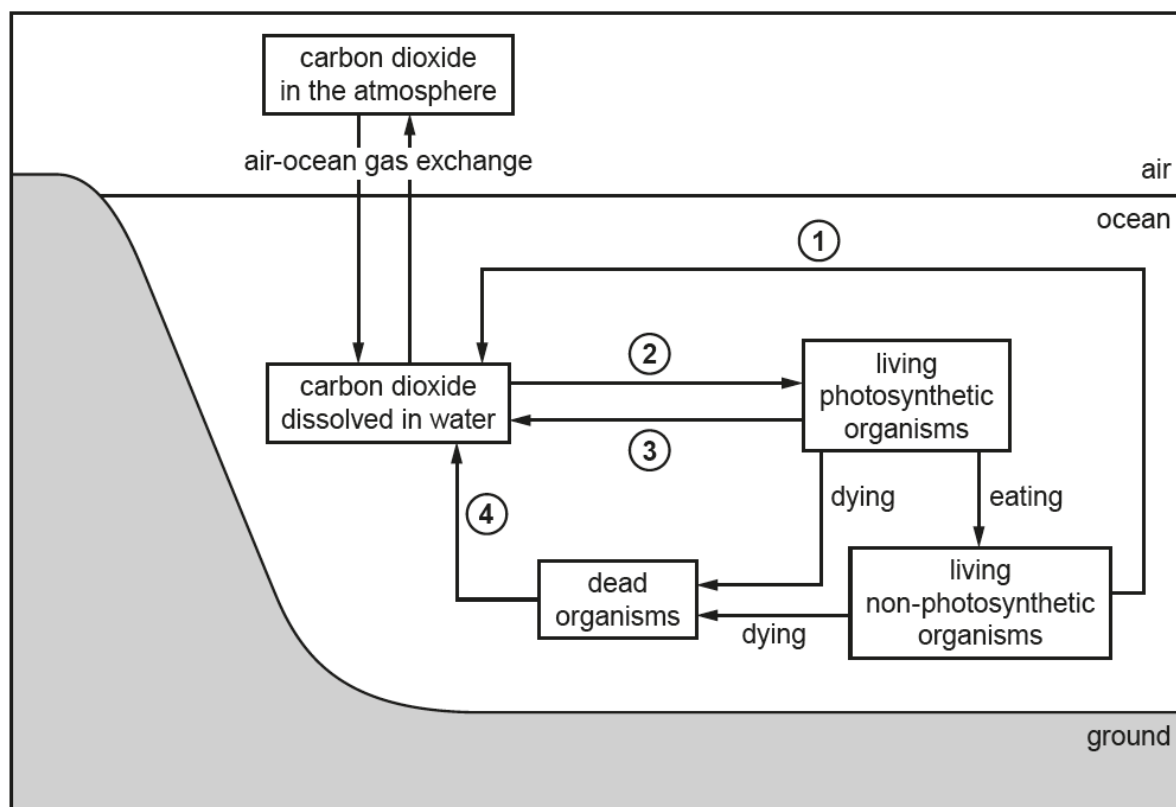 carbon dioxide
in the atmosphere
air-ocean gas exchange
air
ocean
1
2
living
photosynthetic
organisms
carbon dioxide
dissolved in water
3
dying
eating
4
dead
organisms
living
non-photosynthetic
organisms
dying
ground